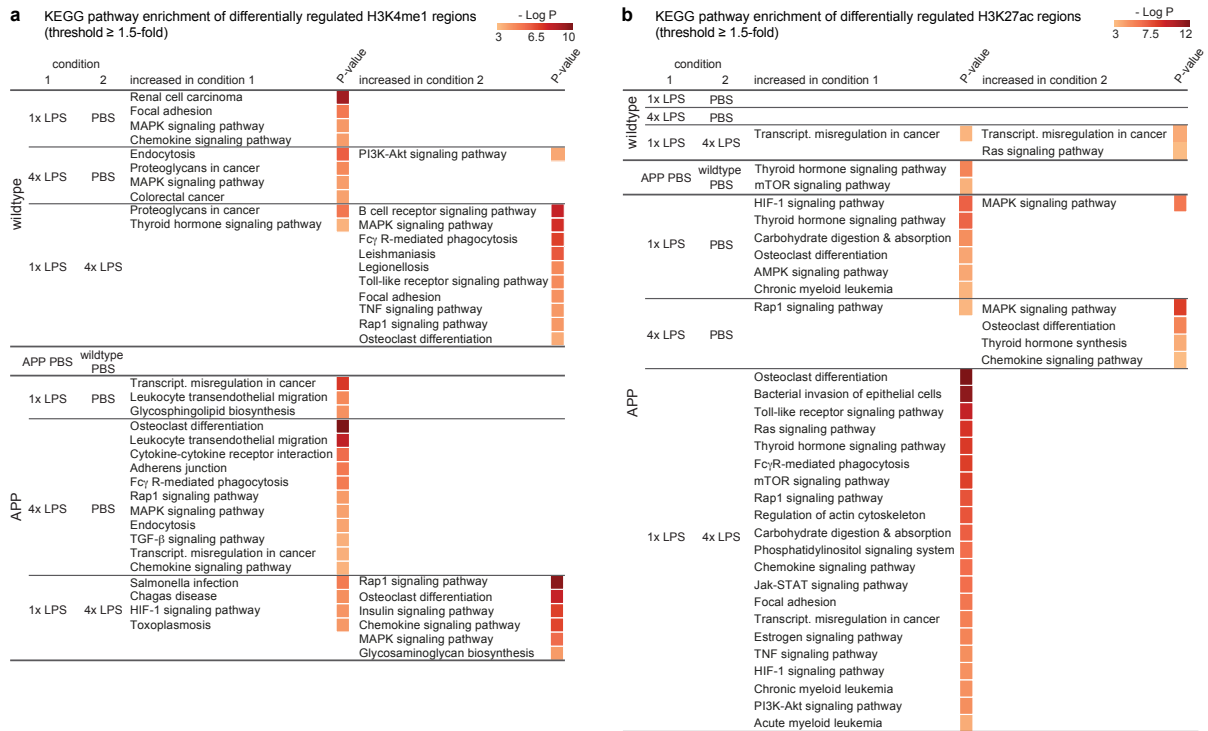 a KEGG pathway enrichment of differentially regulated H3K4me1 regions
(threshold ≥ 1.5-fold)
- Log P
3 6.5 10
condition
1 2 increased in condition 1 P-value increased in condition 2 P-value
wildtype
1x LPS PBS
Renal cell carcinoma
Focal adhesion
MAPK signaling pathway
Chemokine signaling pathway
4x LPS PBS
Endocytosis PI3K-Akt signaling pathway
Proteoglycans in cancer
MAPK signaling pathway
Colorectal cancer
1x LPS 4x LPS
Proteoglycans in cancer B cell receptor signaling pathway
Thyroid hormone signaling pathway MAPK signaling pathway
Fcγ R-mediated phagocytosis
Leishmaniasis
Legionellosis
Toll-like receptor signaling pathway
Focal adhesion
TNF signaling pathway
Rap1 signaling pathway
Osteoclast differentiation
APP
APP PBS wildtype
PBS
1x LPS PBS
Transcript. misregulation in cancer
Leukocyte transendothelial migration
Glycosphingolipid biosynthesis
4x LPS PBS
Osteoclast differentiation
Leukocyte transendothelial migration
Cytokine-cytokine receptor interaction
Adherens junction
Fcγ R-mediated phagocytosis
Rap1 signaling pathway
MAPK signaling pathway
Endocytosis
TGF-β signaling pathway
Transcript. misregulation in cancer
Chemokine signaling pathway
1x LPS 4x LPS
Salmonella infection Rap1 signaling pathway
Chagas disease Osteoclast differentiation
HIF-1 signaling pathway Insulin signaling pathway
Toxoplasmosis Chemokine signaling pathway
MAPK signaling pathway
Glycosaminoglycan biosynthesis
b KEGG pathway enrichment of differentially regulated H3K27ac regions
(threshold ≥ 1.5-fold)
- Log P
3 7.5 12
condition
1 2 increased in condition 1 P-value increased in condition 2 P-value
wildtype
1x LPS PBS
4x LPS PBS
1x LPS 4x LPS
Transcript. misregulation in cancer Transcript. misregulation in cancer
Ras signaling pathway
APP
APP PBS wildtype
PBS
Thyroid hormone signaling pathway
mTOR signaling pathway
1x LPS PBS
HIF-1 signaling pathway MAPK signaling pathway
Thyroid hormone signaling pathway
Carbohydrate digestion & absorption
Osteoclast differentiation
AMPK signaling pathway
Chronic myeloid leukemia
4x LPS PBS
Rap1 signaling pathway MAPK signaling pathway
Osteoclast differentiation
Thyroid hormone synthesis
Chemokine signaling pathway
1x LPS 4x LPS
Osteoclast differentiation
Bacterial invasion of epithelial cells
Toll-like receptor signaling pathway
Ras signaling pathway
Thyroid hormone signaling pathway
FcγR-mediated phagocytosis
mTOR signaling pathway
Rap1 signaling pathway
Regulation of actin cytoskeleton
Carbohydrate digestion & absorption
Phosphatidylinositol signaling system
Chemokine signaling pathway
Jak-STAT signaling pathway
Focal adhesion
Transcript. misregulation in cancer
Estrogen signaling pathway
TNF signaling pathway
HIF-1 signaling pathway
Chronic myeloid leukemia
PI3K-Akt signaling pathway
Acute myeloid leukemia